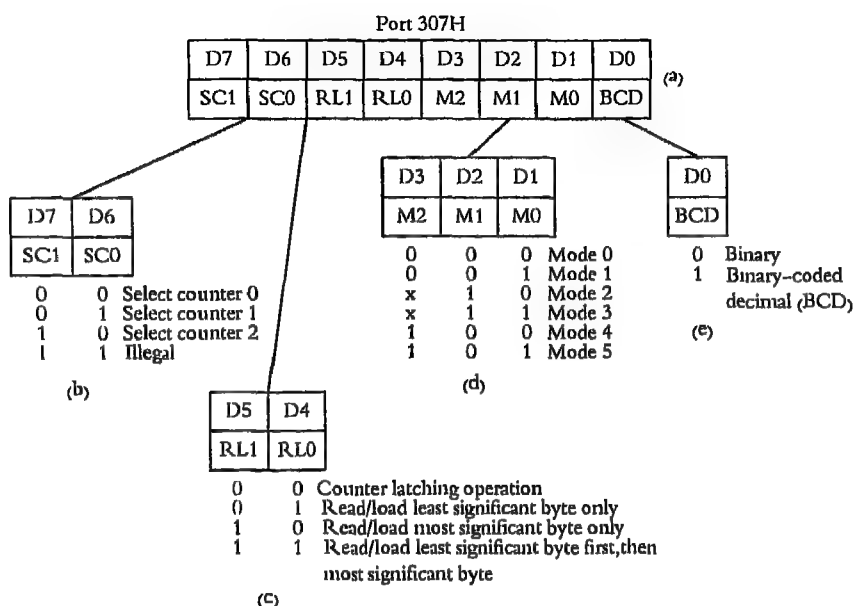 Port 307H
D7 D6 D5 D4 D3 D2 D1 D0
SC1 SC0 RL1 RL0 M2 M1 M0 BCD
(a)
D7 D6
SC1 SC0
0 0 Select counter 0
0 1 Select counter 1
1 0 Select counter 2
1 1 Illegal
(b)
D3 D2 D1
M2 M1 M0
0 0 0 Mode 0
0 0 1 Mode 1
x 1 0 Mode 2
x 1 1 Mode 3
1 0 0 Mode 4
1 0 1 Mode 5
(d)
D0
BCD
0 Binary
1 Binary-coded
decimal (BCD)
(e)
D5 D4
RL1 RL0
0 0 Counter latching operation
0 1 Read/load least significant byte only
1 0 Read/load most significant byte only
1 1 Read/load least significant byte first,then
most significant byte
(c)